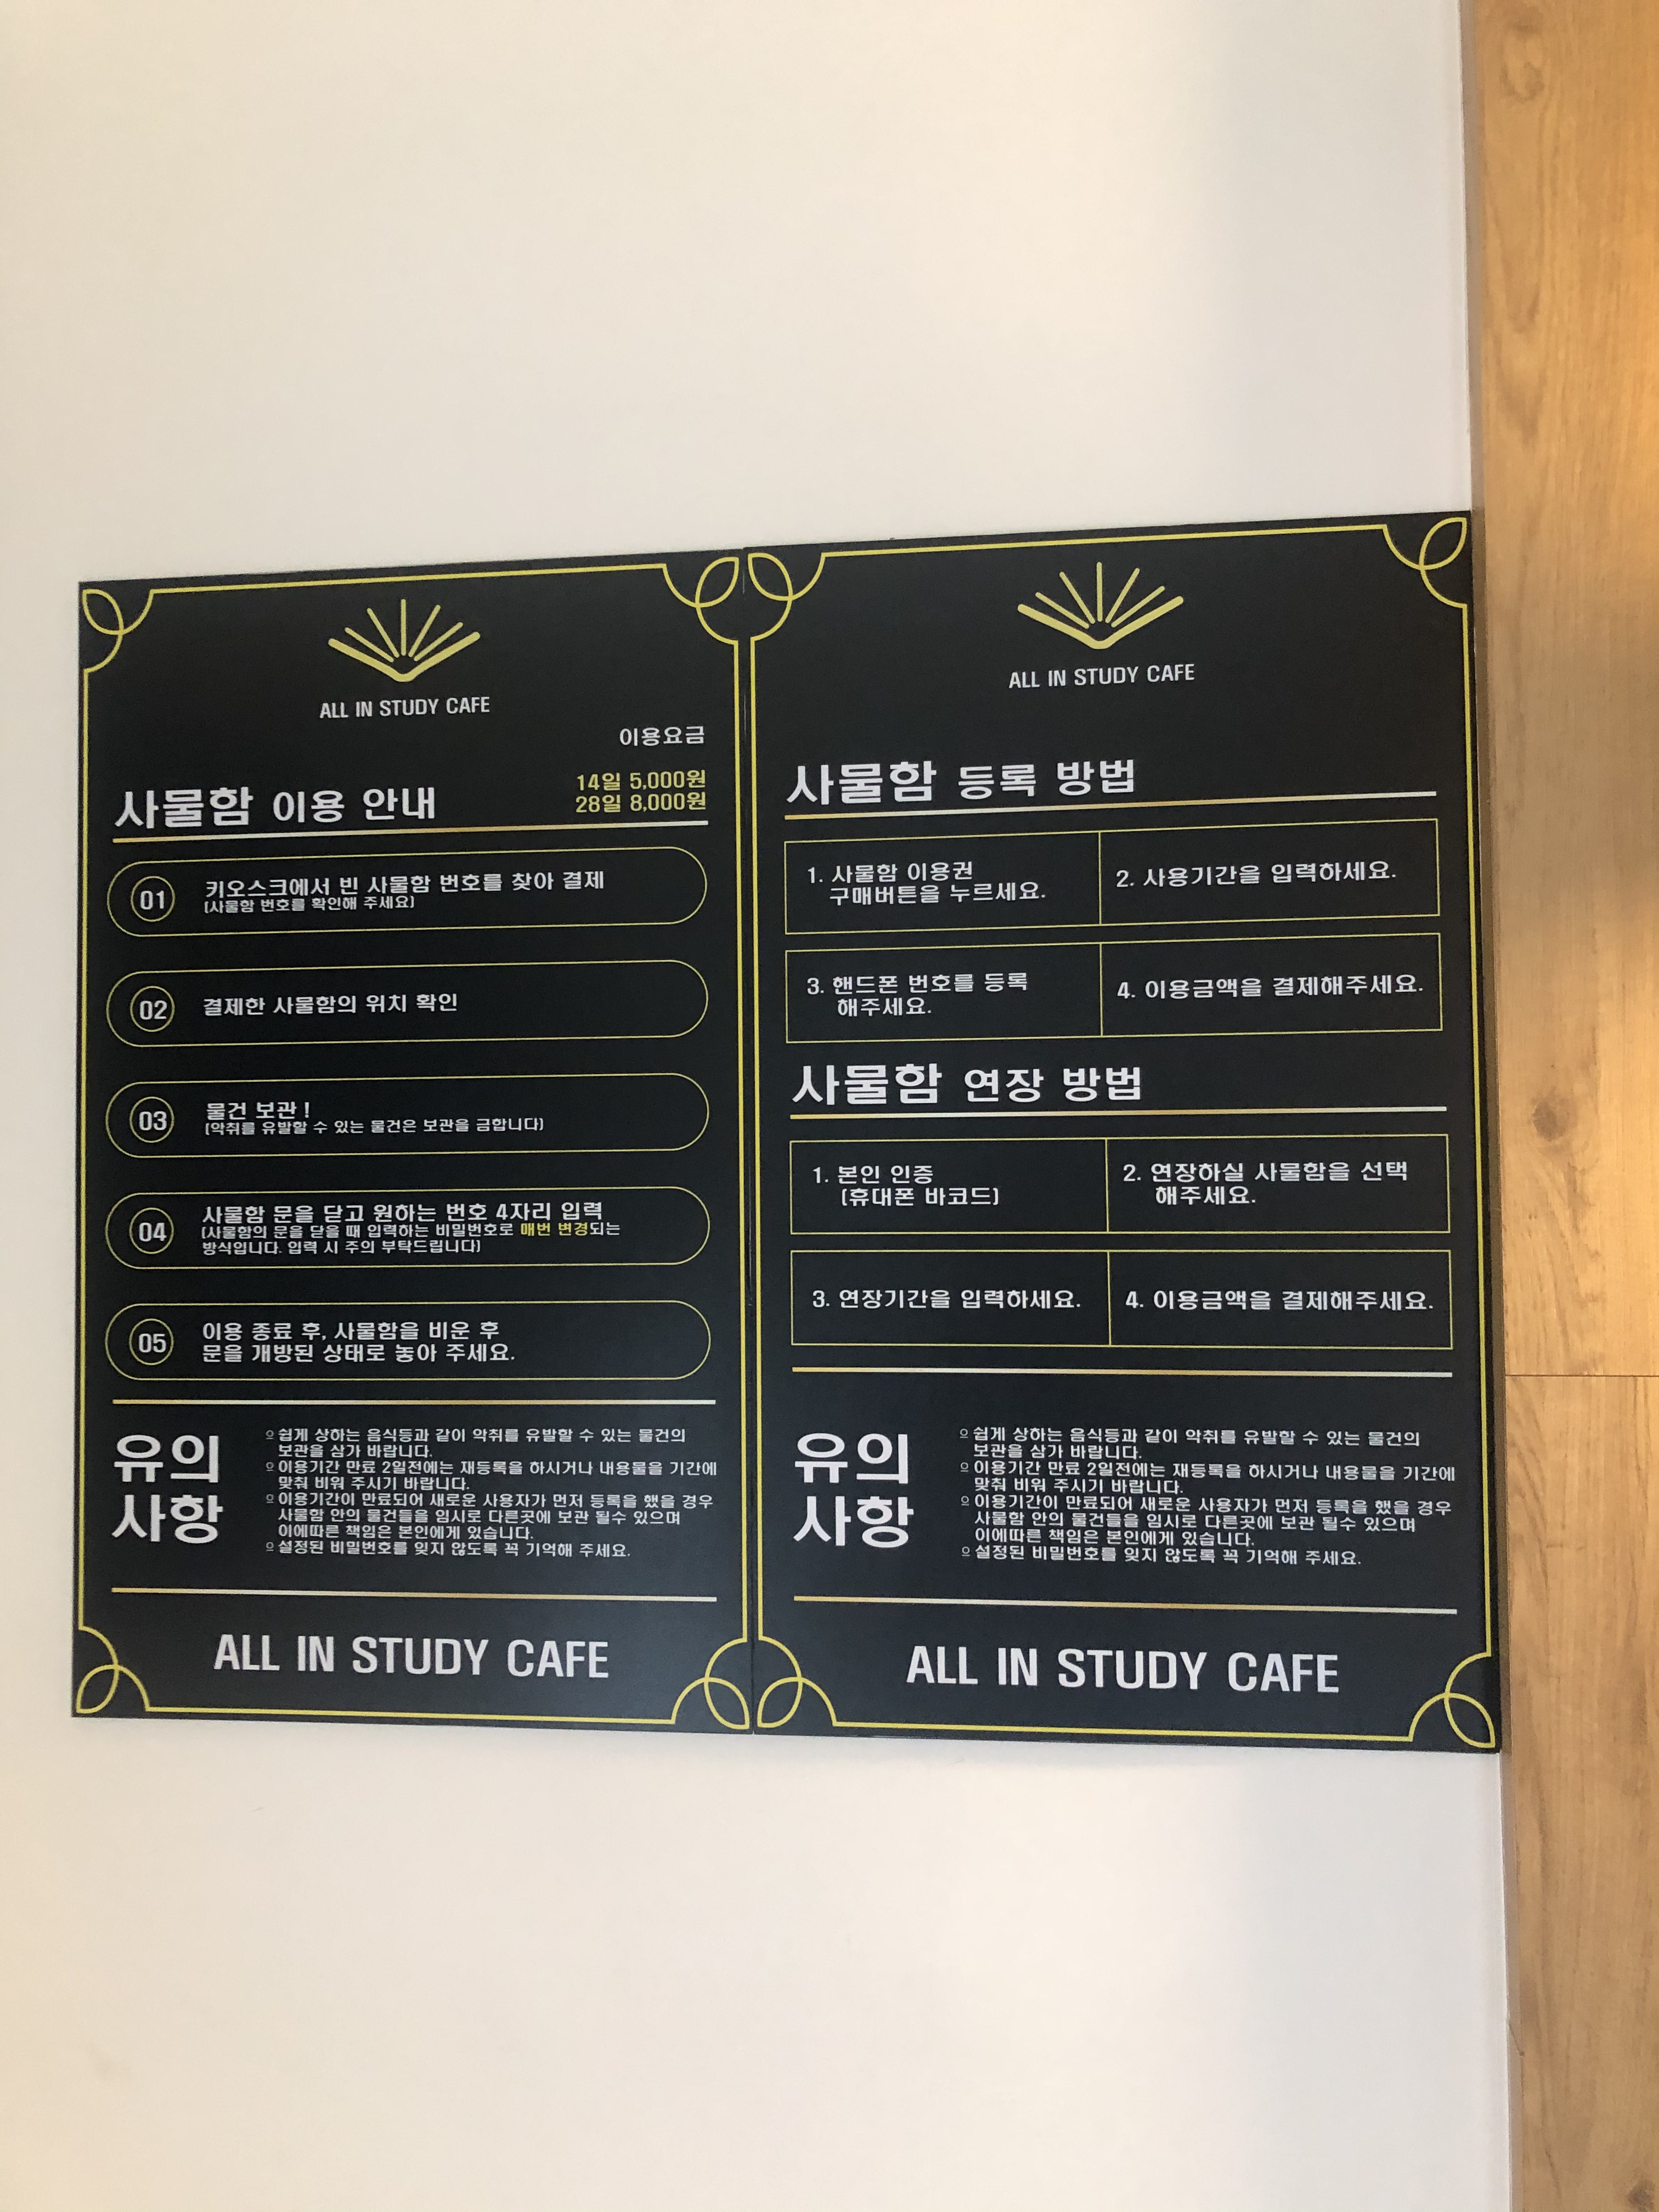 ALL IN STUDY CAFE
이용요금
14일 5,000원
28일 8,000원
사물함 이용 안내
01 키오스크에서 빈 사물함 번호를 찾아 결제
(사물함 번호를 확인해 주세요)
02 결제한 사물함의 위치 확인
03 물건 보관 !
(악취를 유발할 수 있는 물건은 보관을 금합니다)
04 사물함 문을 닫고 원하는 번호 4자리 입력
(사물함의 문을 닫을 때 입력하는 비밀번호로 매번 변경되는
방식입니다. 입력 시 주의 부탁드립니다)
05 이용 종료 후, 사물함을 비운 후
문을 개방된 상태로 놓아 주세요.
유의
사항
○ 쉽게 상하는 음식등과 같이 악취를 유발할 수 있는 물건의
보관을 삼가 바랍니다.
○ 이용기간 만료 2일전에는 재등록을 하시거나 내용물을 기간에
맞춰 비워 주시기 바랍니다.
○ 이용기간이 만료되어 새로운 사용자가 먼저 등록을 했을 경우
사물함 안의 물건들을 임시로 다른곳에 보관 될수 있으며
이에따른 책임은 본인에게 있습니다.
○ 설정된 비밀번호를 잊지 않도록 꼭 기억해 주세요.
ALL IN STUDY CAFE
ALL IN STUDY CAFE
사물함 등록 방법
1. 사물함 이용권
구매버튼을 누르세요.
2. 사용기간을 입력하세요.
3. 핸드폰 번호를 등록
해주세요.
4. 이용금액을 결제해주세요.
사물함 연장 방법
1. 본인 인증
(휴대폰 바코드)
2. 연장하실 사물함을 선택
해주세요.
3. 연장기간을 입력하세요.
4. 이용금액을 결제해주세요.
유의
사항
○ 쉽게 상하는 음식등과 같이 악취를 유발할 수 있는 물건의
보관을 삼가 바랍니다.
○ 이용기간 만료 2일전에는 재등록을 하시거나 내용물을 기간에
맞춰 비워 주시기 바랍니다.
○ 이용기간이 만료되어 새로운 사용자가 먼저 등록을 했을 경우
사물함 안의 물건들을 임시로 다른곳에 보관 될수 있으며
이에따른 책임은 본인에게 있습니다.
○ 설정된 비밀번호를 잊지 않도록 꼭 기억해 주세요.
ALL IN STUDY CAFE